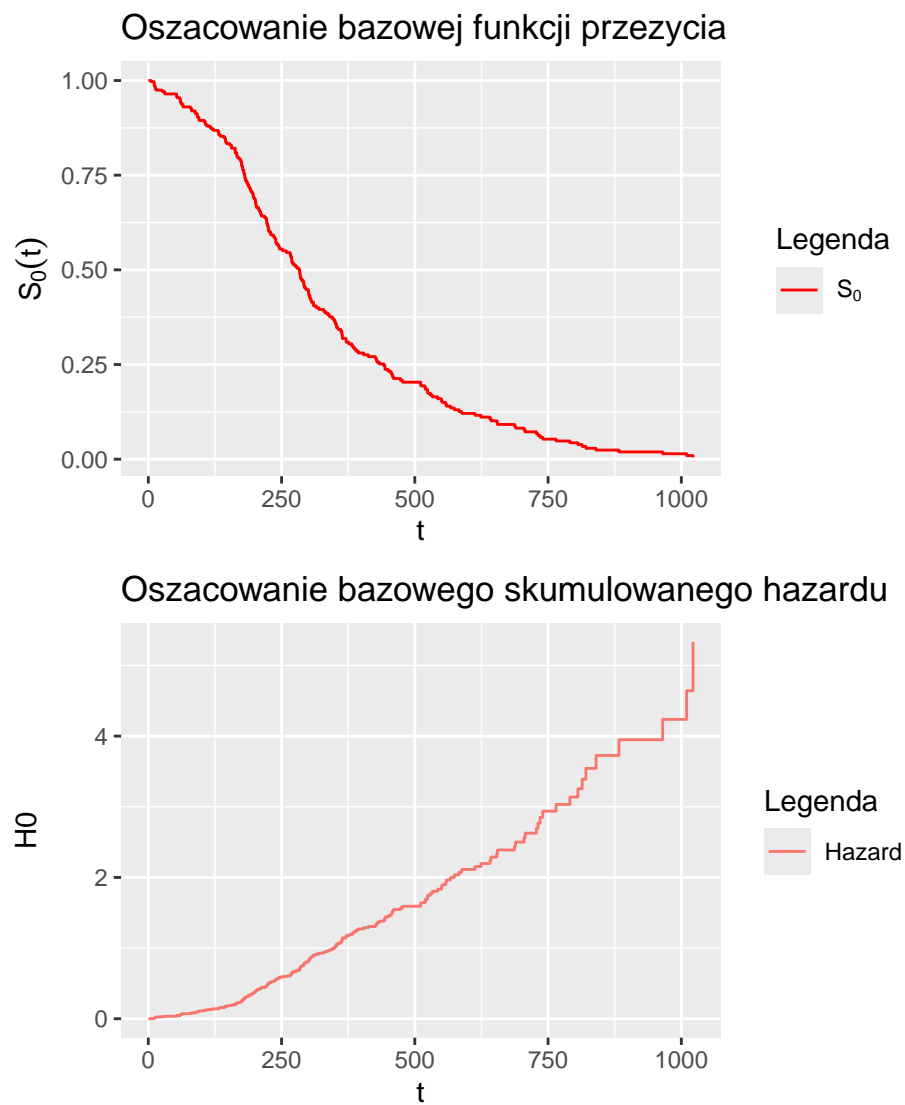 Oszacowanie bazowej funkcji przezycia
1.00
0.75
0.50
0.25
0.00
S₀(t)
0 250 500 750 1000
t
Legenda
S₀
Oszacowanie bazowego skumulowanego hazardu
4
2
0
H0
0 250 500 750 1000
t
Legenda
Hazard